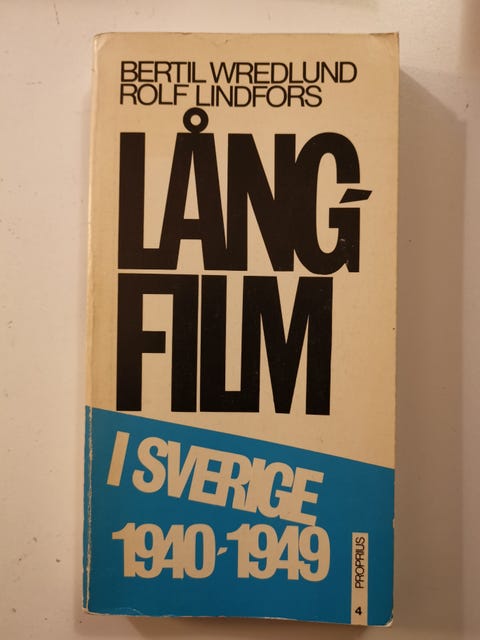 BERTIL WREDLUND
ROLF LINDFORS
LÅNG-
FILM
I SVERIGE
1940-1949
PROPRIUS
4